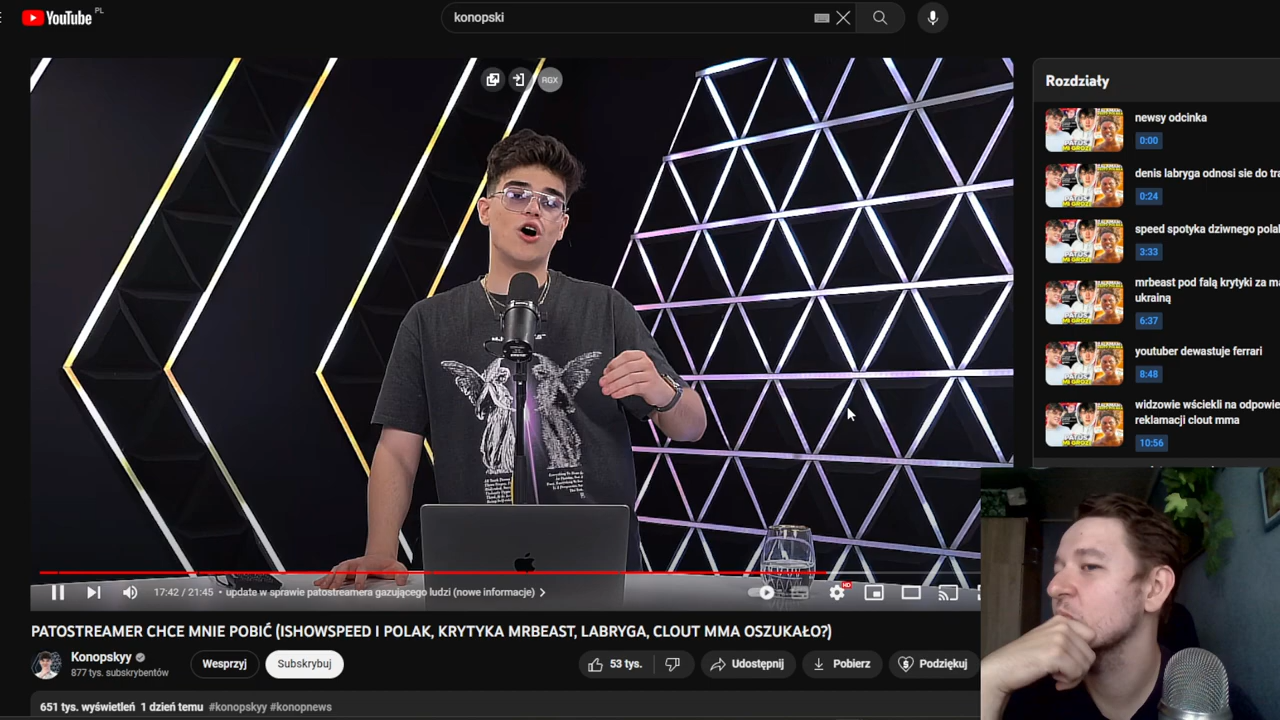 YouTube PL
konopski
RGX
Rozdziały
newsy odcinka
0:00
denis labryga odnosi sie do
0:24
speed spotyka dziwnego
3:33
mrbeast pod falą krytyki za
ukrainą
6:37
youtuber dewastuje ferrari
8:48
widzowie wściekli na
reklamacji clout mma
10:56
17:42 / 21:45 • update w sprawie patostreamera gazującego ludzi (nowe informacje)
HD
PATOSTREAMER CHCE MNIE POBIĆ (ISHOWSPEED I POLAK, KRYTYKA MRBEAST, LABRYGA, CLOUT MMA OSZUKAŁO?)
Konopskyy
877 tys. subskrybentów
Wesprzyj
Subskrybuj
53 tys.
Udostępnij
Pobierz
Podziękuj
651 tys. wyświetleń 1 dzień temu #konopskyy #konopnews